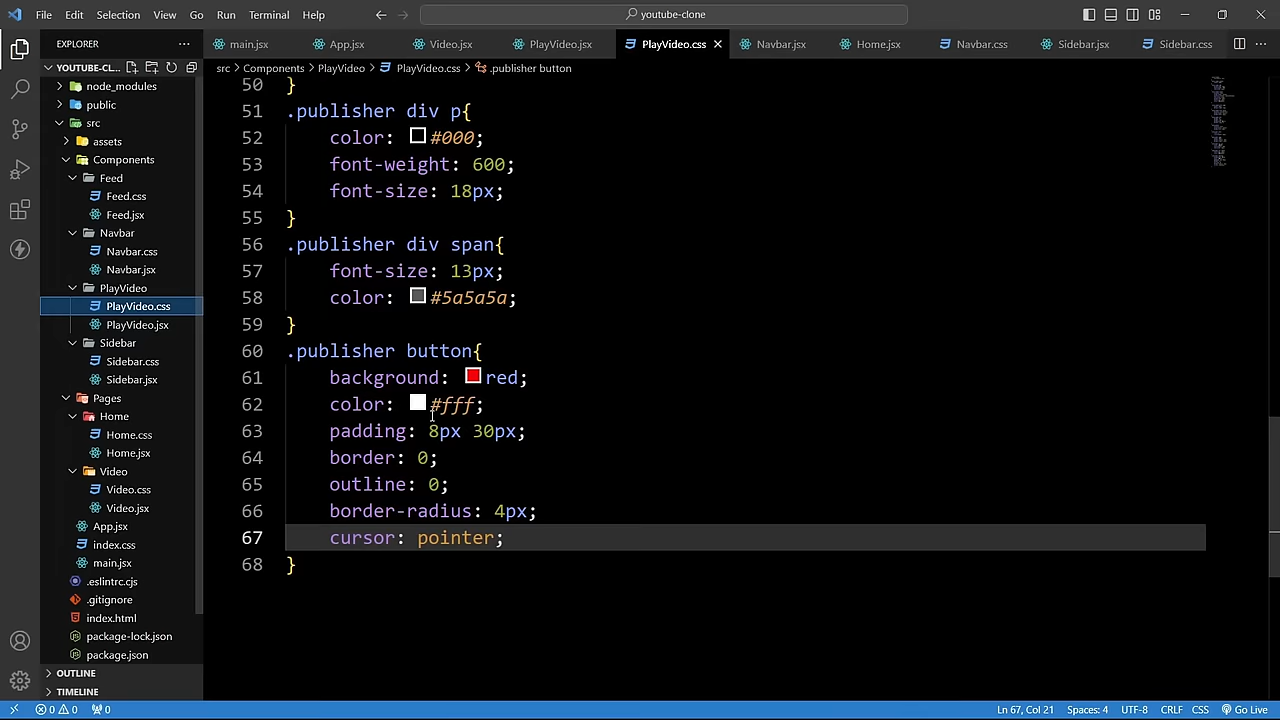 File Edit Selection View Go Run Terminal Help
youtube-clone
EXPLORER
main.jsx App.jsx Video.jsx PlayVideo.jsx PlayVideo.css Navbar.jsx Home.jsx Navbar.css Sidebar.jsx Sidebar.css
YOUTUBE-CL...
src > Components > PlayVideo > PlayVideo.css > .publisher button
node_modules
public
src
assets
Components
Feed
Feed.css
Feed.jsx
Navbar
Navbar.css
Navbar.jsx
PlayVideo
PlayVideo.css
PlayVideo.jsx
Sidebar
Sidebar.css
Sidebar.jsx
Pages
Home
Home.css
Home.jsx
Video
Video.css
Video.jsx
App.jsx
index.css
main.jsx
.eslintrc.cjs
.gitignore
index.html
package-lock.json
package.json
OUTLINE
TIMELINE
50 }
51 .publisher div p{
52 color: #000;
53 font-weight: 600;
54 font-size: 18px;
55 }
56 .publisher div span{
57 font-size: 13px;
58 color: #5a5a5a;
59 }
60 .publisher button{
61 background: red;
62 color: #fff;
63 padding: 8px 30px;
64 border: 0;
65 outline: 0;
66 border-radius: 4px;
67 cursor: pointer;
68 }
0 0 0 Ln 67, Col 21 Spaces: 4 UTF-8 CRLF CSS Go Live